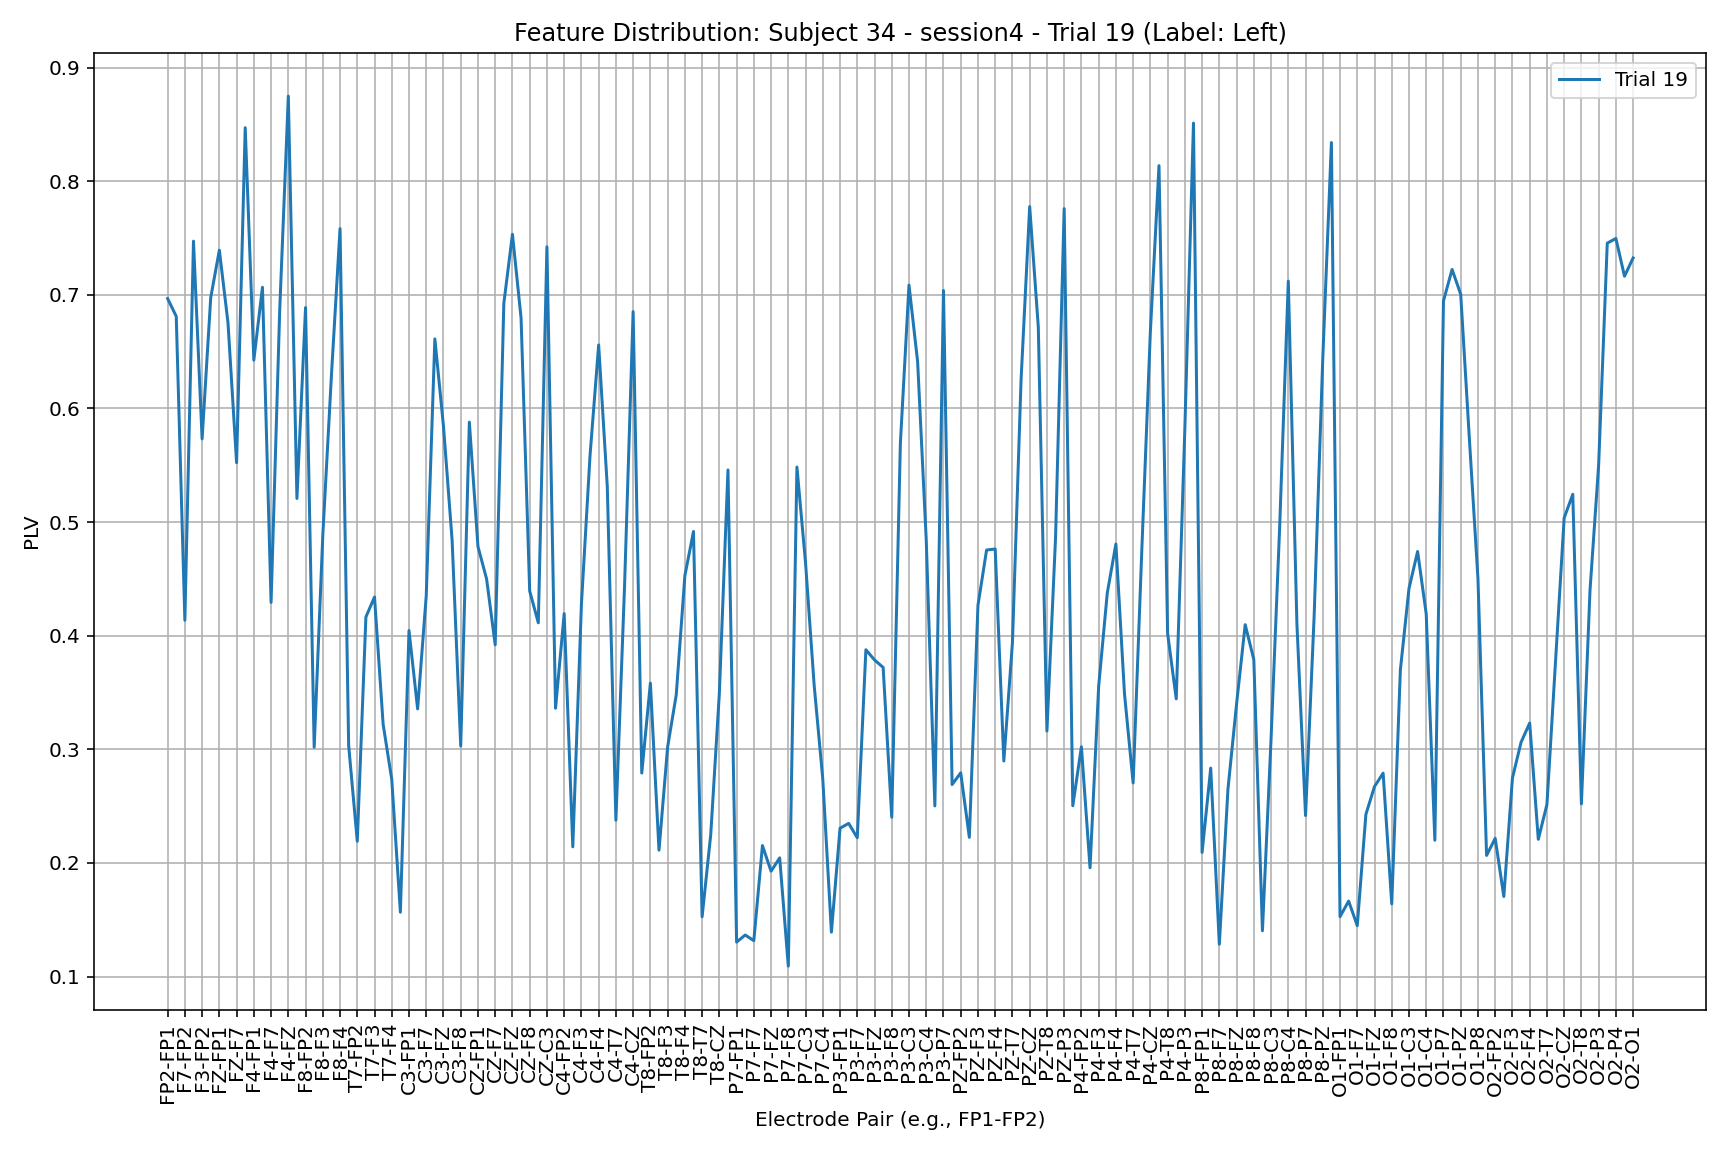 Feature Distribution: Subject 34 - session4 - Trial 19 (Label: Left)
Trial 19
PLV
0.9
0.8
0.7
0.6
0.5
0.4
0.3
0.2
0.1
FP2-FP1
F7-FP2
F3-FP2
FZ-FP1
FZ-F7
F4-FP1
F4-F7
F4-FZ
F8-FP2
F8-F3
F8-F4
T7-FP2
T7-F3
T7-F4
C3-FP1
C3-F7
C3-FZ
C3-F8
CZ-FP1
CZ-F7
CZ-FZ
CZ-F8
CZ-C3
C4-FP2
C4-F3
C4-F4
C4-T7
C4-CZ
T8-FP2
T8-F3
T8-F4
T8-T7
T8-CZ
P7-FP1
P7-F7
P7-FZ
P7-F8
P7-C3
P7-C4
P3-FP1
P3-F7
P3-FZ
P3-F8
P3-C3
P3-C4
P3-P7
PZ-FP2
PZ-F3
PZ-F4
PZ-T7
PZ-CZ
PZ-T8
PZ-P3
P4-FP2
P4-F3
P4-F4
P4-T7
P4-CZ
P4-T8
P4-P3
P8-FP1
P8-F7
P8-FZ
P8-F8
P8-C3
P8-C4
P8-P7
P8-PZ
O1-FP1
O1-F7
O1-FZ
O1-F8
O1-C3
O1-C4
O1-P7
O1-PZ
O1-P8
O2-FP2
O2-F3
O2-F4
O2-T7
O2-CZ
O2-T8
O2-P3
O2-P4
O2-O1
Electrode Pair (e.g., FP1-FP2)